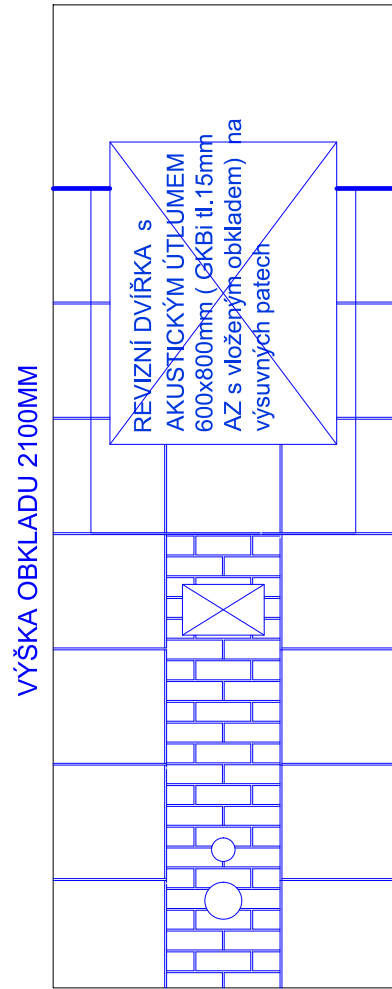 VÝŠKA OBKLADU 2100MM
REVIZNÍ DVÍŘKA s
AKUSTICKÝM ÚTLUMEM
600x800mm ( GKBi tl.15mm
AZ s vloženým obkladem) na
výsuvných patech